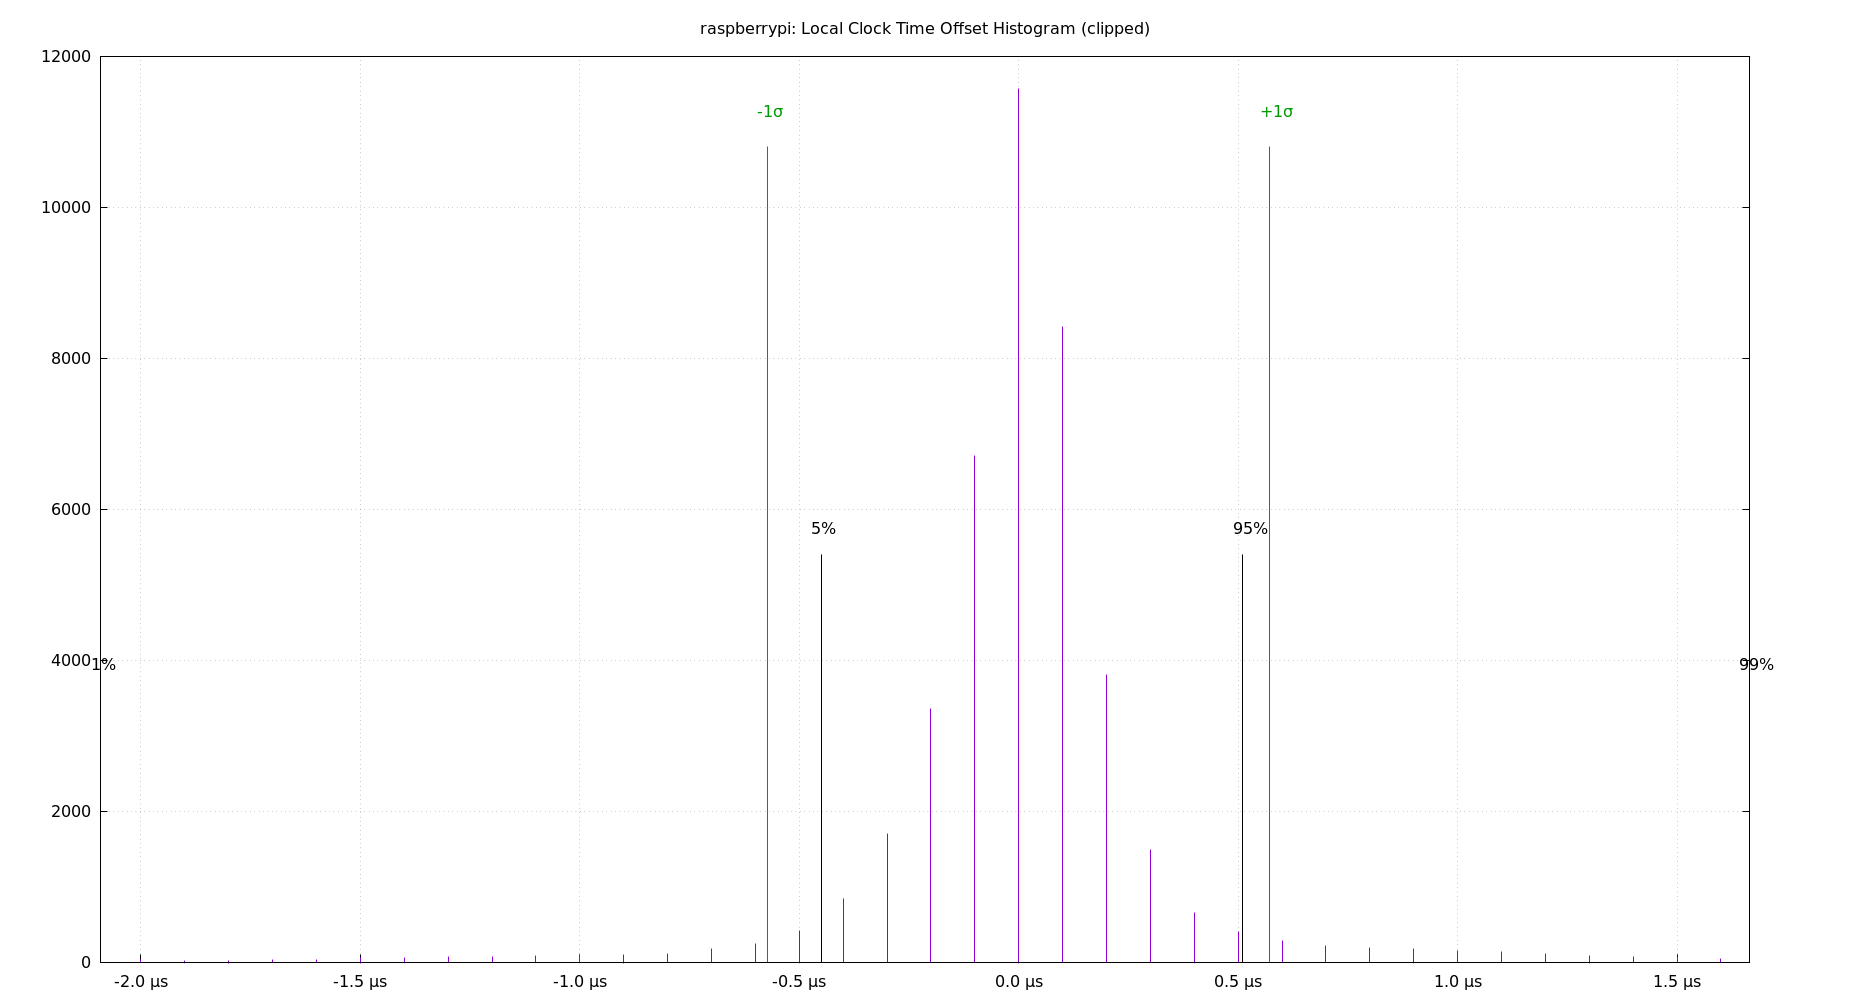 raspberrypi: Local Clock Time Offset Histogram (clipped)
12000
-1σ
+1σ
10000
8000
6000
5%
95%
4000
1%
99%
2000
0
-2.0 µs
-1.5 µs
-1.0 µs
-0.5 µs
0.0 µs
0.5 µs
1.0 µs
1.5 µs